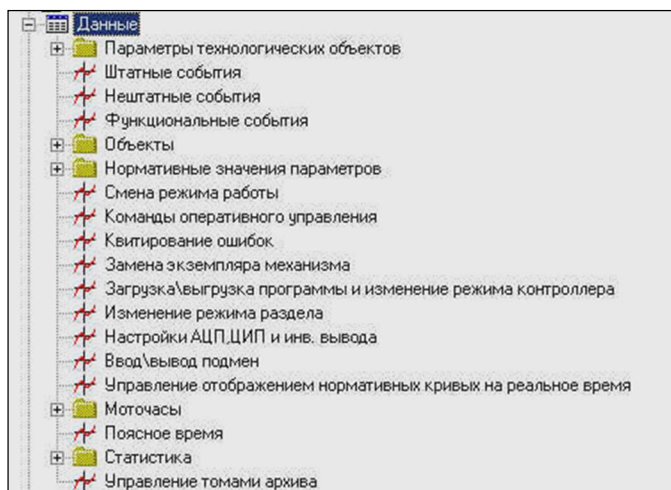 Данные
Параметры технологических объектов
Штатные события
Нештатные события
Функциональные события
Объекты
Нормативные значения параметров
Смена режима работы
Команды оперативного управления
Квитирование ошибок
Замена экземпляра механизма
Загрузка\выгрузка программы и изменение режима контроллера
Изменение режима раздела
Настройки АЦП,ЦИП и инв. вывода
Ввод\вывод подмен
Управление отображением нормативных кривых на реальное время
Моточасы
Поясное время
Статистика
Управление томами архива